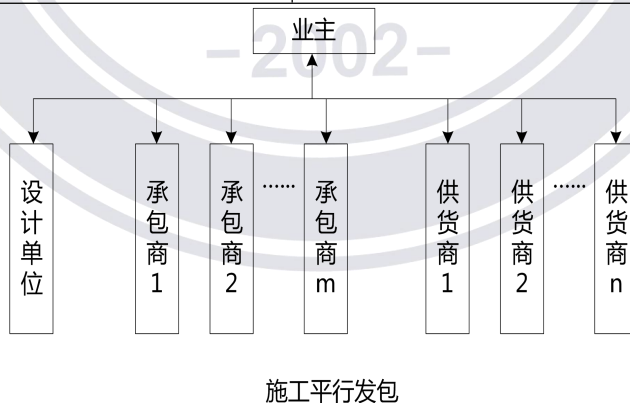 业主
-2002-
设计单位
承包商1
承包商2
……
承包商m
供货商1
供货商2
……
供货商n
施工平行发包